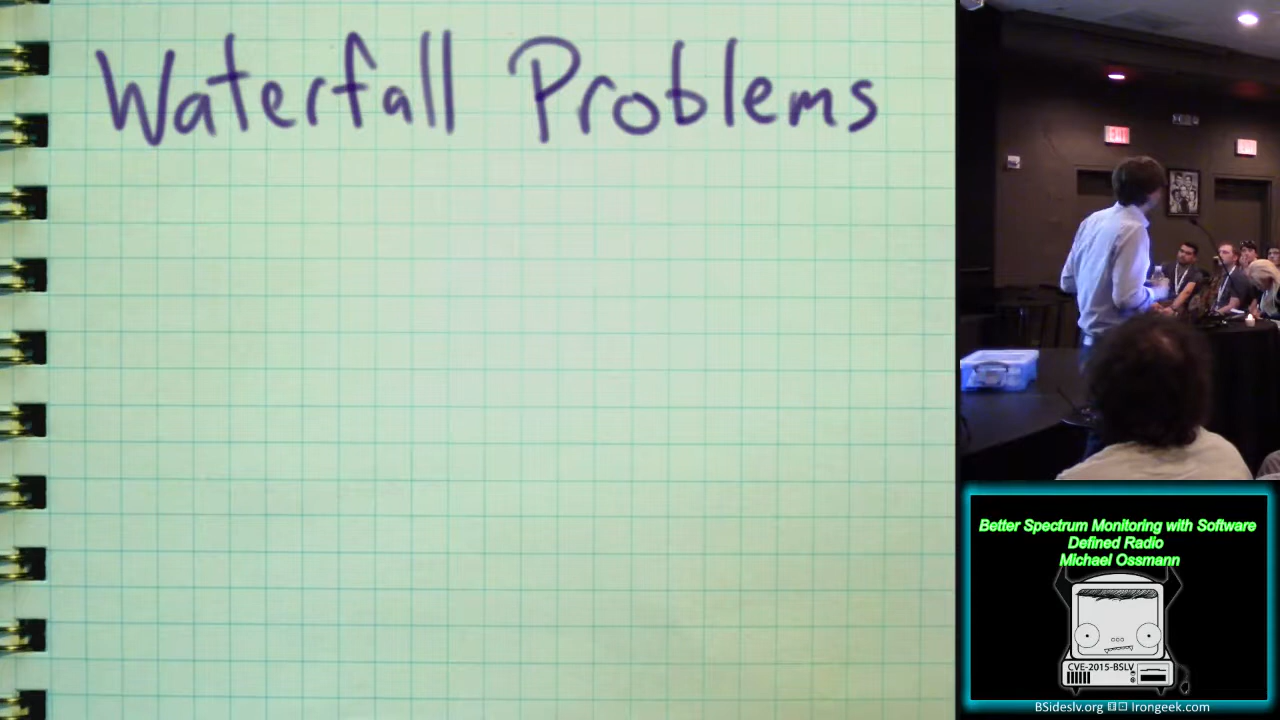 Waterfall Problems
Better Spectrum Monitoring with Software
Defined Radio
Michael Ossmann
CVE-2015-BSLV
BSideslv.org Irongeek.com